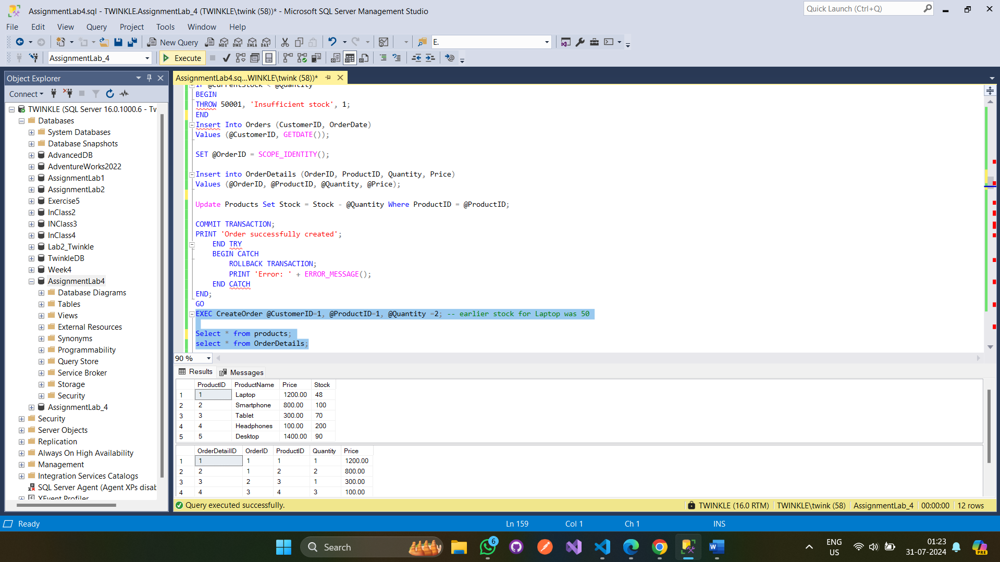 AssignmentLab4.sql - TWINKLE.AssignmentLab_4 (TWINKLE\twink (58))* - Microsoft SQL Server Management Studio
Quick Launch (Ctrl+Q)
File Edit View Query Project Tools Window Help
New Query MDX DMX XMLA DAX E.
AssignmentLab_4 Execute
Object Explorer
Connect
TWINKLE (SQL Server 16.0.1000.6 - Tw
Databases
System Databases
Database Snapshots
AdvancedDB
AdventureWorks2022
AssignmentLab1
AssignmentLab2
Exercise5
InClass2
INClass3
InClass4
Lab2_Twinkle
TwinkleDB
Week4
AssignmentLab4
Database Diagrams
Tables
Views
External Resources
Synonyms
Programmability
Query Store
Service Broker
Storage
Security
AssignmentLab_4
Security
Server Objects
Replication
Always On High Availability
Management
Integration Services Catalogs
SQL Server Agent (Agent XPs disab
XEvent Profiler
AssignmentLab4.sq...WINKLE\twink (58))*
IF @CurrentStock < @Quantity
BEGIN
THROW 50001, 'Insufficient stock', 1;
END
Insert Into Orders (CustomerID, OrderDate)
Values (@CustomerID, GETDATE());
SET @OrderID = SCOPE_IDENTITY();
Insert into OrderDetails (OrderID, ProductID, Quantity, Price)
Values (@OrderID, @ProductID, @Quantity, @Price);
Update Products Set Stock = Stock - @Quantity Where ProductID = @ProductID;
COMMIT TRANSACTION;
PRINT 'Order successfully created';
END TRY
BEGIN CATCH
ROLLBACK TRANSACTION;
PRINT 'Error: ' + ERROR_MESSAGE();
END CATCH
END;
GO
EXEC CreateOrder @CustomerID=1, @ProductID=1, @Quantity =2; -- earlier stock for Laptop was 50
Select * from products;
select * from OrderDetails;
90 %
Results Messages
ProductID ProductName Price Stock
1 1 Laptop 1200.00 48
2 2 Smartphone 800.00 100
3 3 Tablet 300.00 70
4 4 Headphones 100.00 200
5 5 Desktop 1400.00 90
OrderDetailID OrderID ProductID Quantity Price
1 1 1 1 1 1200.00
2 2 1 2 2 800.00
3 3 2 3 1 300.00
4 4 3 4 3 100.00
Query executed successfully. TWINKLE (16.0 RTM) TWINKLE\twink (58) AssignmentLab_4 00:00:00 12 rows
Ready Ln 159 Col 1 Ch 1 INS
Search 6 ENG US 01:23 31-07-2024 PRE